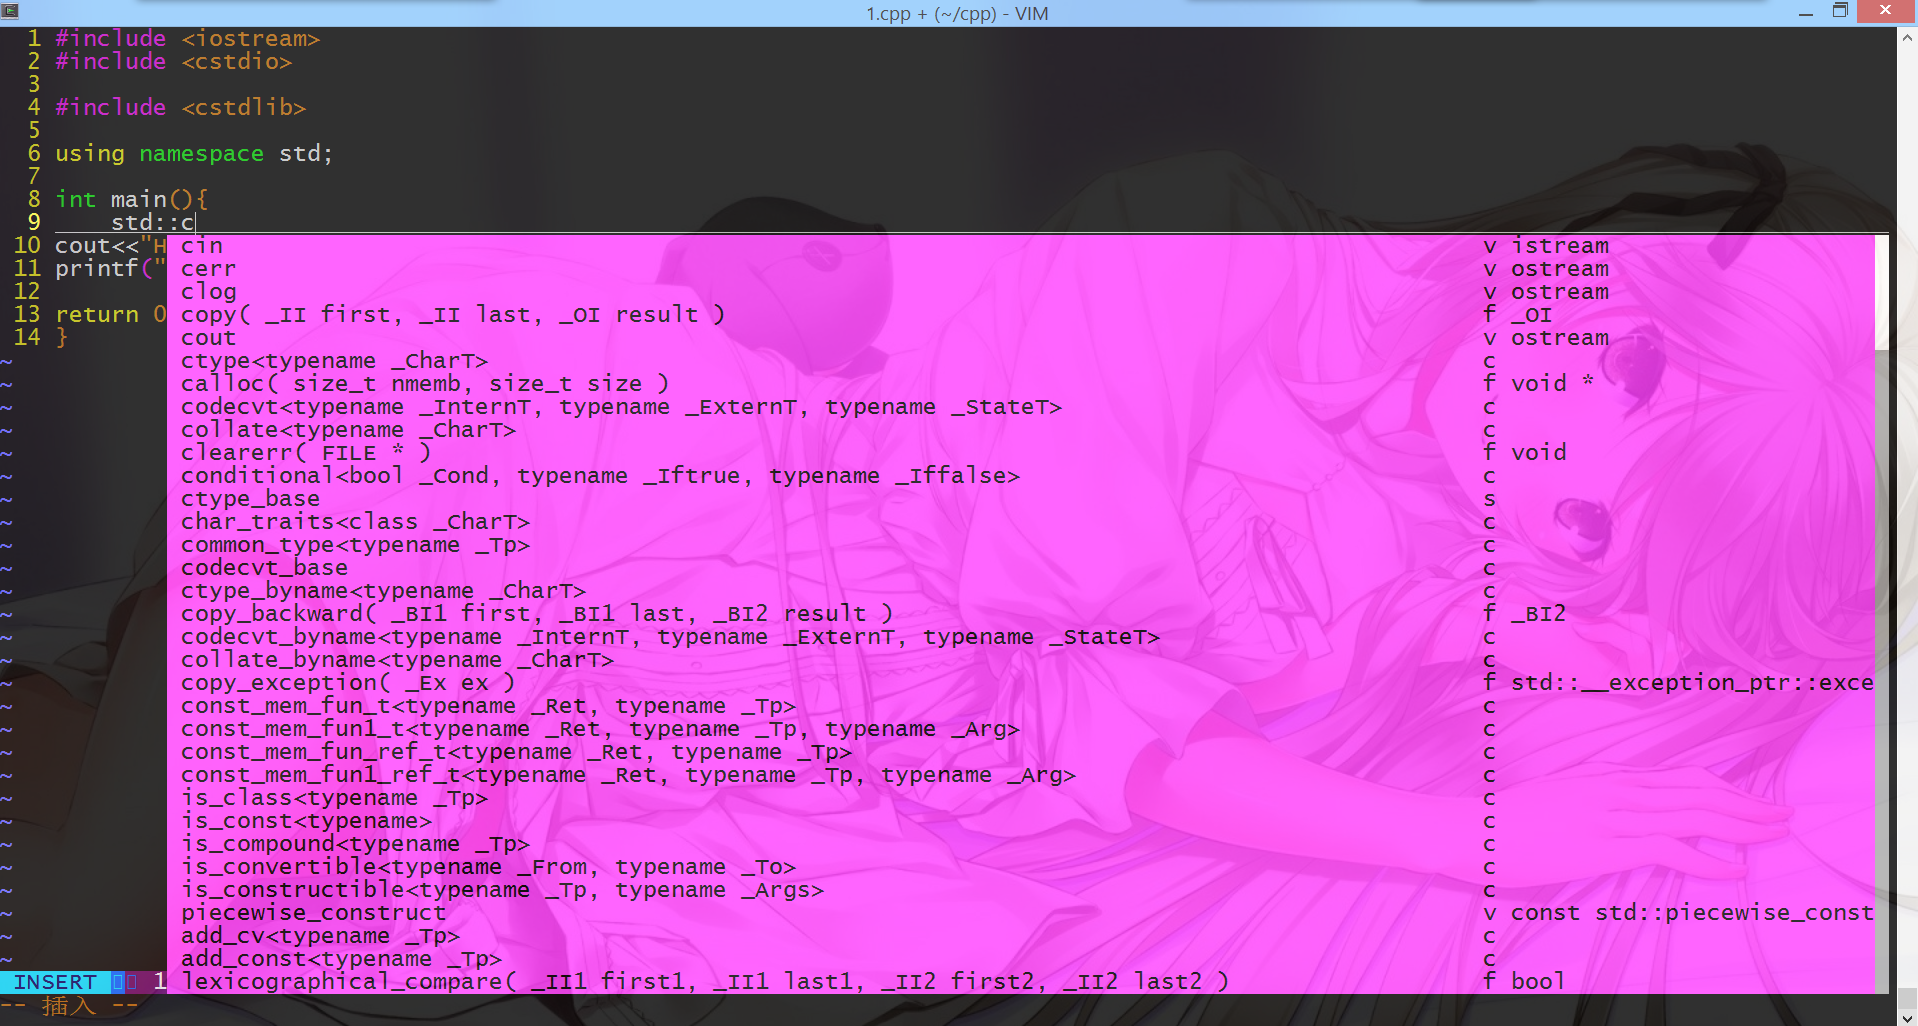 1.cpp + (~/cpp) - VIM
1 #include <iostream>
2 #include <cstdio>
3
4 #include <cstdlib>
5
6 using namespace std;
7
8 int main(){
9     std::c
10 cout<<"H
11 printf("
12
13 return 0
14 }
cin v istream
cerr v ostream
clog v ostream
copy( _II first, _II last, _OI result ) f _OI
cout v ostream
ctype<typename _CharT> c
calloc( size_t nmemb, size_t size ) f void *
codecvt<typename _InternT, typename _ExternT, typename _StateT> c
collate<typename _CharT> c
clearerr( FILE * ) f void
conditional<bool _Cond, typename _Iftrue, typename _Iffalse> c
ctype_base s
char_traits<class _CharT> c
common_type<typename _Tp> c
codecvt_base c
ctype_byname<typename _CharT> c
copy_backward( _BI1 first, _BI1 last, _BI2 result ) f _BI2
codecvt_byname<typename _InternT, typename _ExternT, typename _StateT> c
collate_byname<typename _CharT> c
copy_exception( _Ex ex ) f std::__exception_ptr::exce
const_mem_fun_t<typename _Ret, typename _Tp> c
const_mem_fun1_t<typename _Ret, typename _Tp, typename _Arg> c
const_mem_fun_ref_t<typename _Ret, typename _Tp> c
const_mem_fun1_ref_t<typename _Ret, typename _Tp, typename _Arg> c
is_class<typename _Tp> c
is_const<typename> c
is_compound<typename _Tp> c
is_convertible<typename _From, typename _To> c
is_constructible<typename _Tp, typename _Args> c
piecewise_construct v const std::piecewise_const
add_cv<typename _Tp> c
add_const<typename _Tp> c
INSERT 1 lexicographical_compare( _II1 first1, _II1 last1, _II2 first2, _II2 last2 ) f bool
-- 插入 --